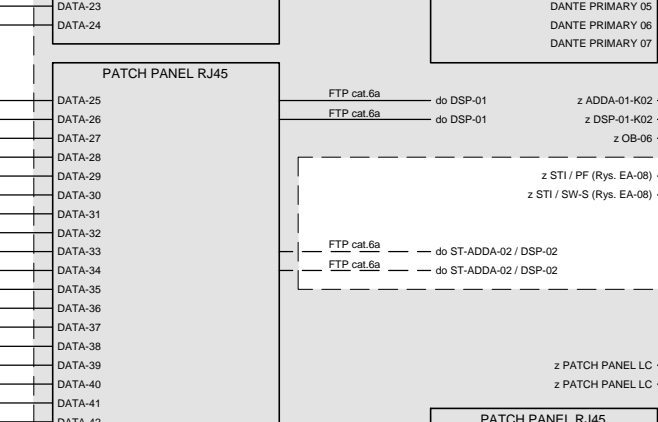 DATA-23
DATA-24
DANTE PRIMARY 05
DANTE PRIMARY 06
DANTE PRIMARY 07
PATCH PANEL RJ45
DATA-25
DATA-26
DATA-27
DATA-28
DATA-29
DATA-30
DATA-31
DATA-32
DATA-33
DATA-34
DATA-35
DATA-36
DATA-37
DATA-38
DATA-39
DATA-40
DATA-41
DATA-42
FTP cat.6a
do DSP-01
FTP cat.6a
do DSP-01
FTP cat.6a
do ST-ADDA-02 / DSP-02
FTP cat.6a
do ST-ADDA-02 / DSP-02
z ADDA-01-K02
z DSP-01-K02
z OB-06
z STI / PF (Rys. EA-08)
z STI / SW-S (Rys. EA-08)
z PATCH PANEL LC
z PATCH PANEL LC
PATCH PANEL RJ45